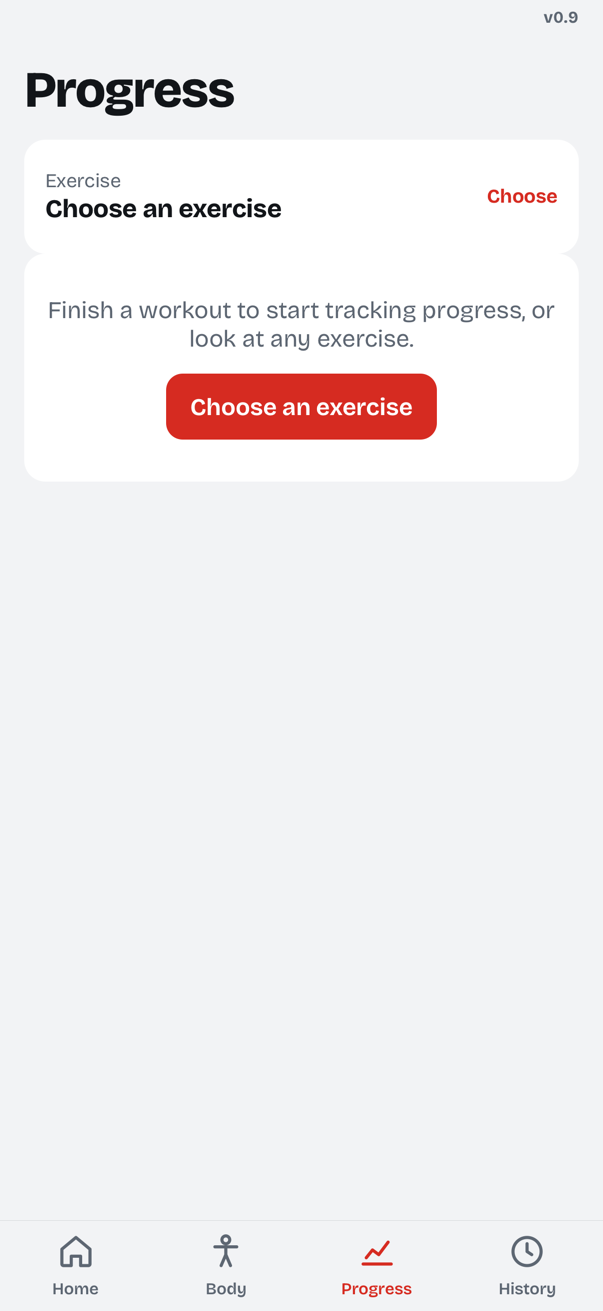 v0.9
Progress
Exercise
Choose an exercise
Choose
Finish a workout to start tracking progress, or
look at any exercise.
Choose an exercise
Home
Body
Progress
History